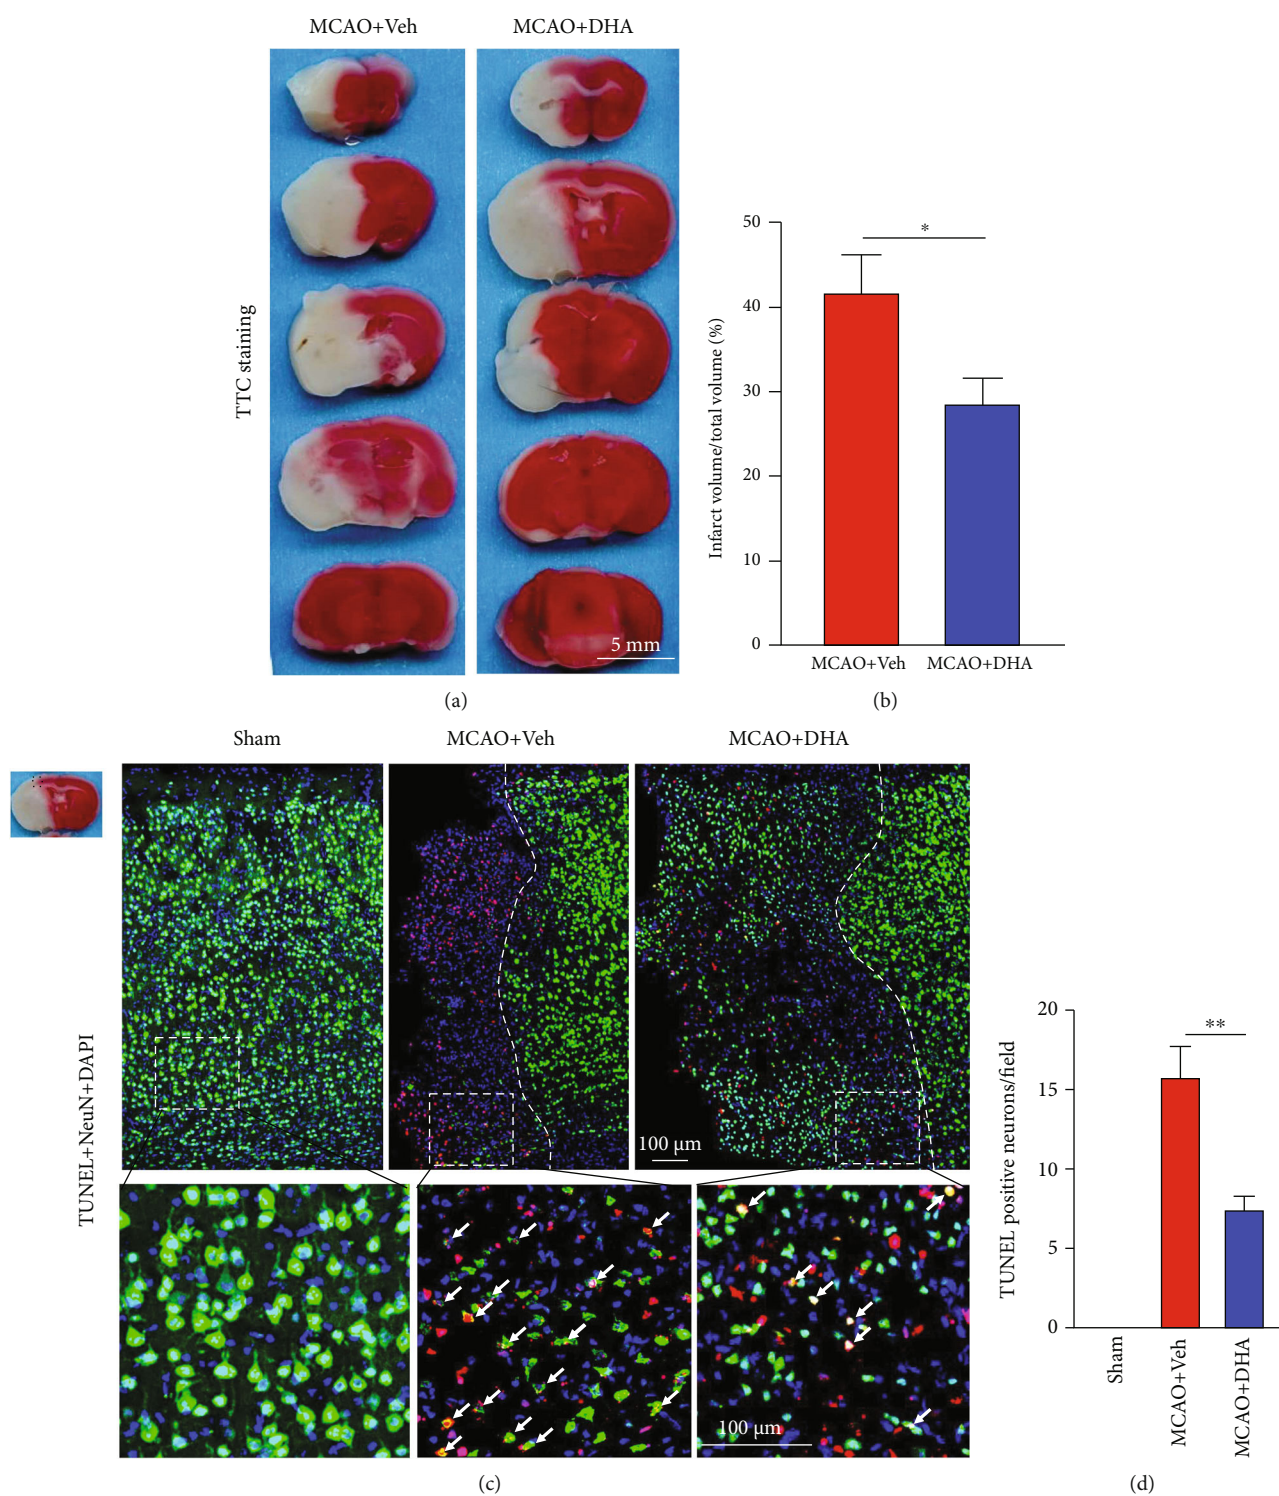 MCAO+Veh
MCAO+DHA
TTC staining
5 mm
(a)
50
40
30
20
10
0
Infarct volume/total volume (%)
*
MCAO+Veh
MCAO+DHA
(b)
Sham
MCAO+Veh
MCAO+DHA
TUNEL+NeuN+DAPI
100 μm
100 μm
(c)
20
15
10
5
0
TUNEL positive neurons/field
**
Sham
MCAO+Veh
MCAO+DHA
(d)